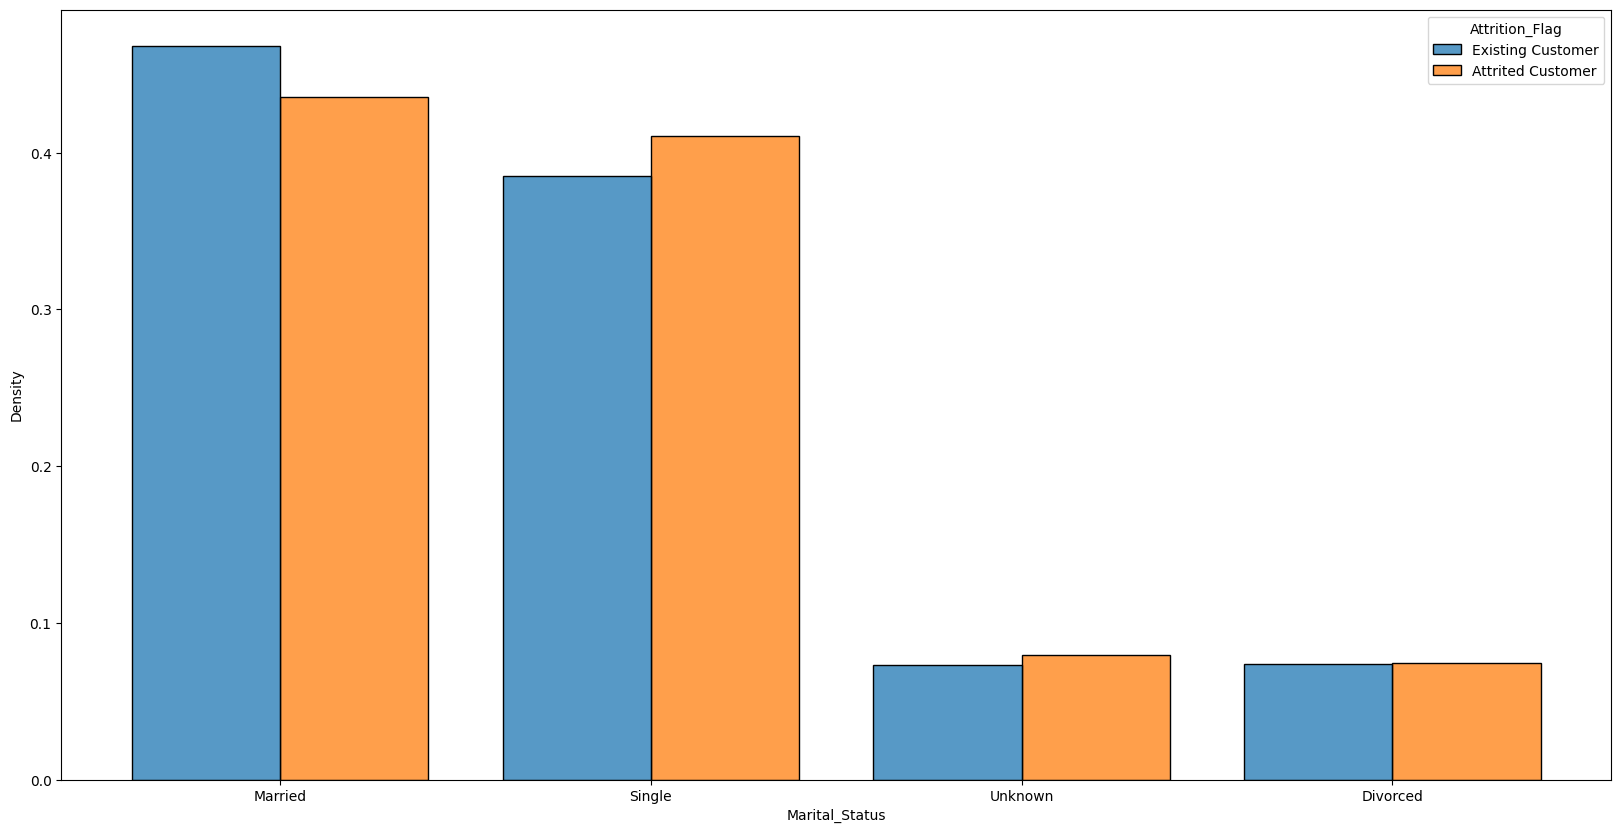 Attrition_Flag
Existing Customer
Attrited Customer
0.4
0.3
0.2
0.1
0.0
Density
Married Single Unknown Divorced
Marital_Status